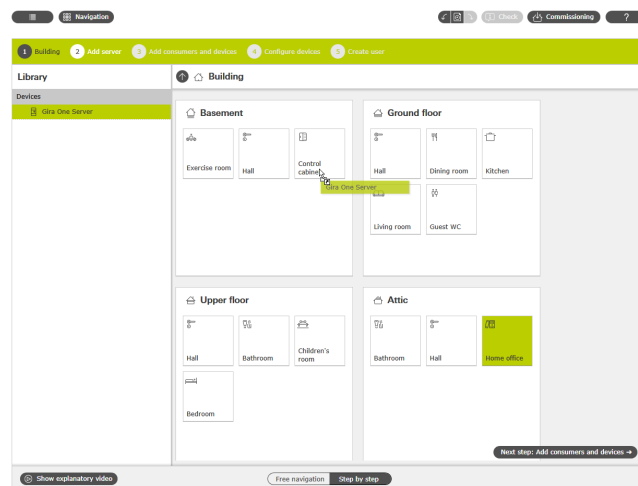 Navigation
Check
Commissioning
?
1 Building
2 Add server
3 Add consumers and devices
4 Configure devices
5 Create user
Library
Building
Devices
Gira One Server
Basement
Ground floor
Exercise room
Hall
Control cabinet
Hall
Dining room
Kitchen
Gira One Server
Living room
Guest WC
Upper floor
Attic
Hall
Bathroom
Children's room
Bathroom
Hall
Home office
Bedroom
Next step: Add consumers and devices →
Show explanatory video
Free navigation
Step by step